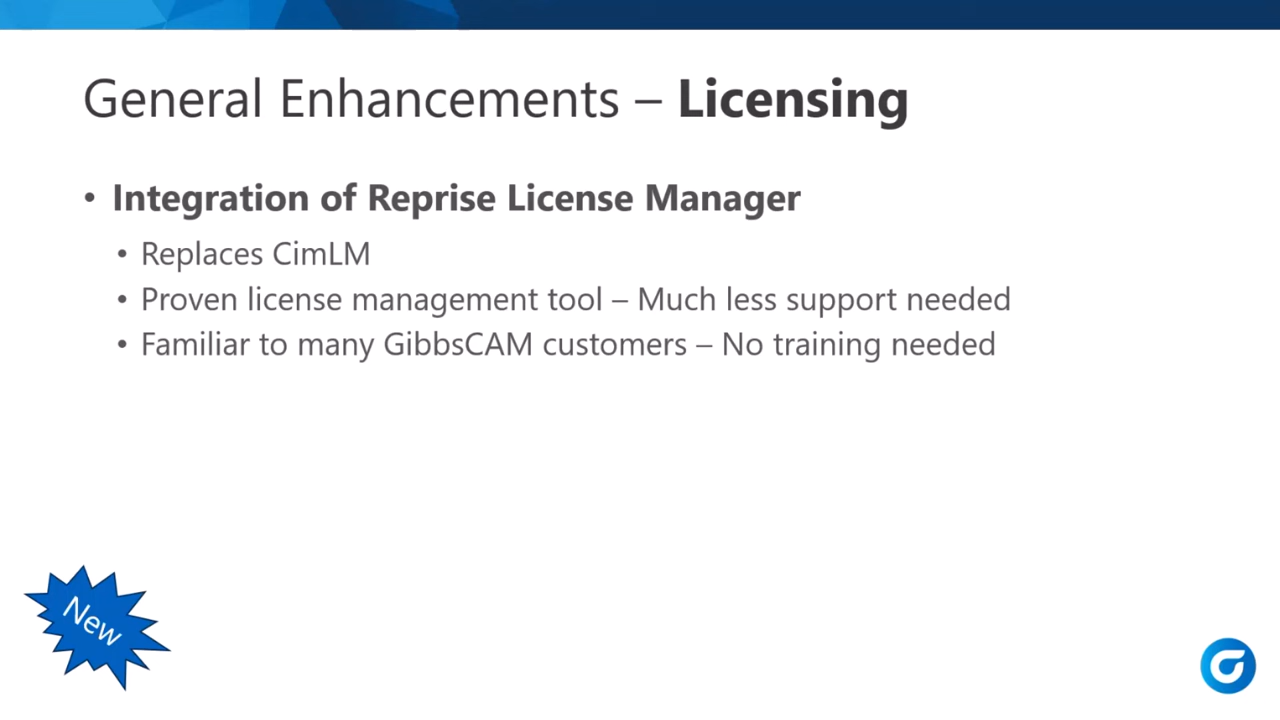 General Enhancements – Licensing
• Integration of Reprise License Manager
• Replaces CimLM
• Proven license management tool – Much less support needed
• Familiar to many GibbsCAM customers – No training needed
New